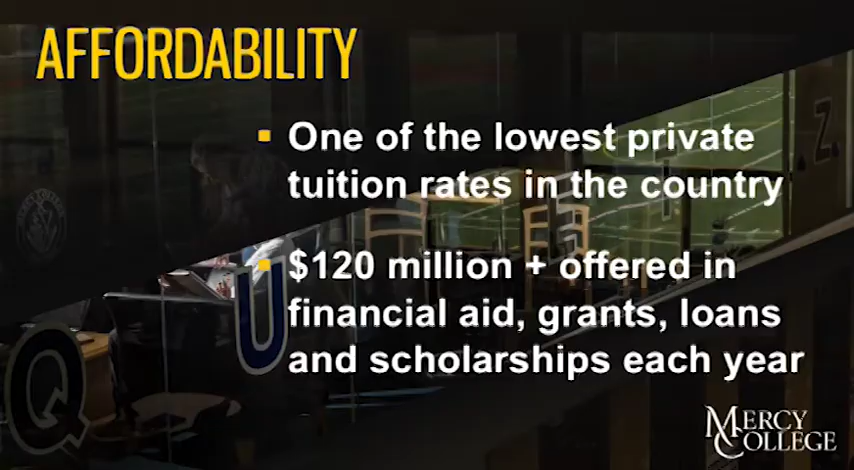 AFFORDABILITY
One of the lowest private
tuition rates in the country
$120 million + offered in
financial aid, grants, loans
and scholarships each year
Z
U
Q
MERCY
COLLEGE